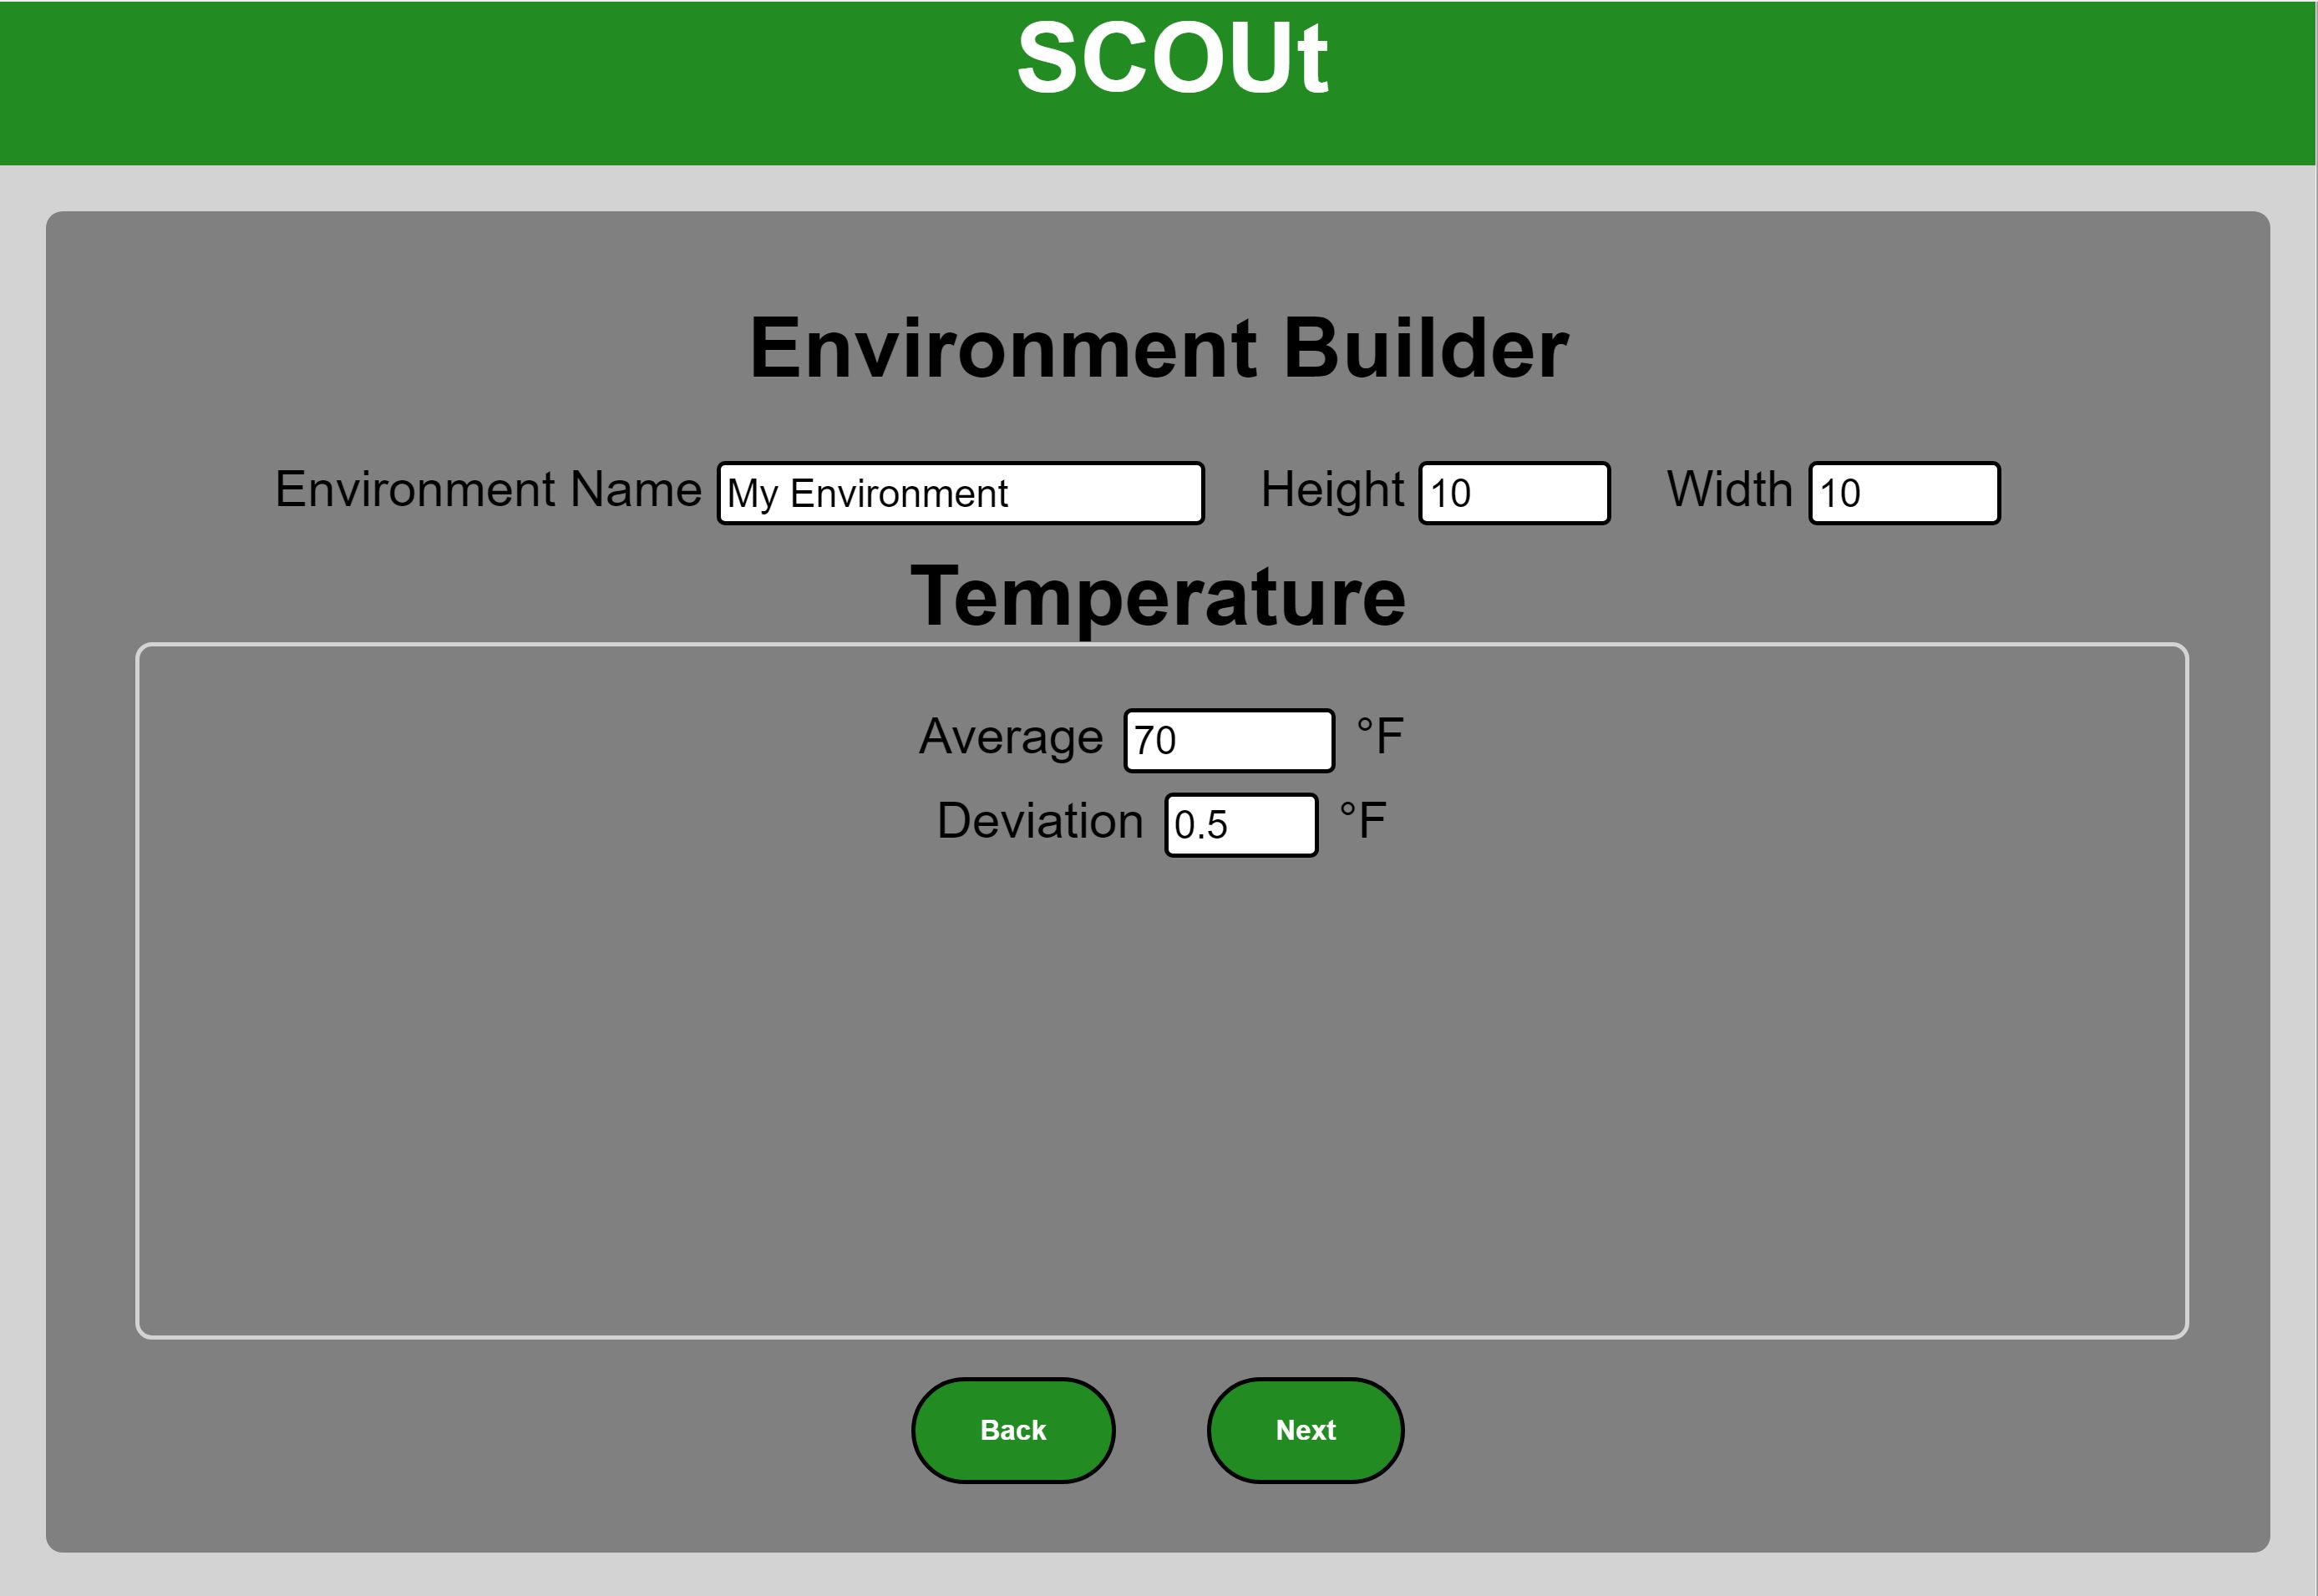 SCOUt
Environment Builder
Environment Name My Environment Height 10 Width 10
Temperature
Average 70 °F
Deviation 0.5 °F
Back Next